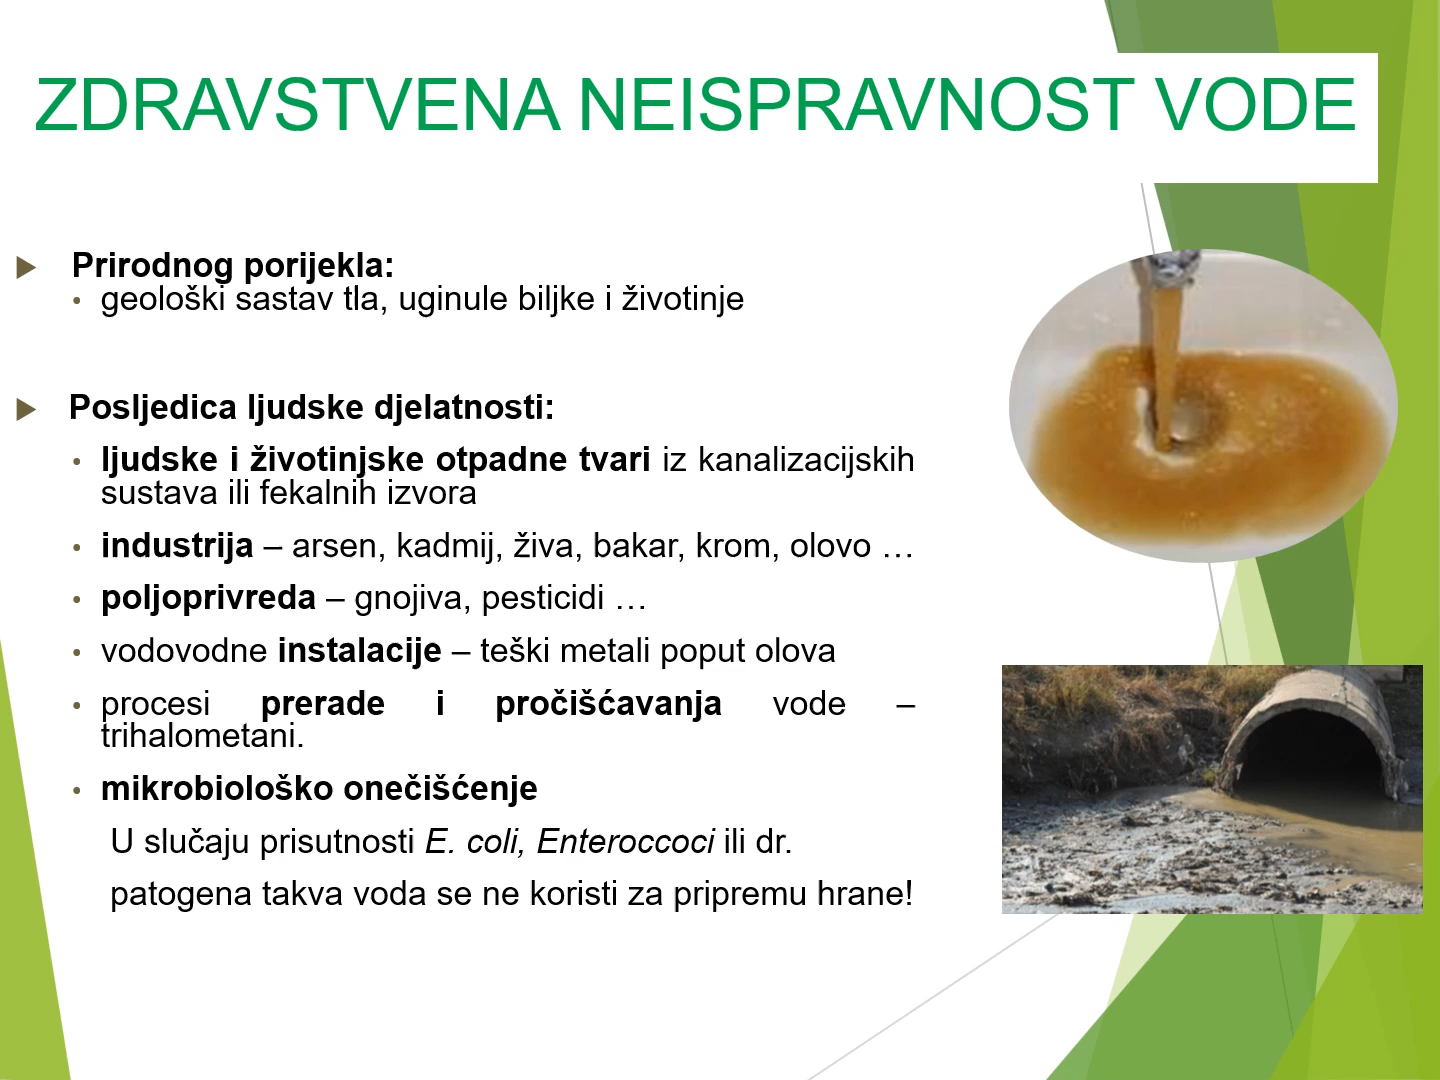 ZDRAVSTVENA NEISPRAVNOST VODE
Prirodnog porijekla:
• geološki sastav tla, uginule biljke i životinje
Posljedica ljudske djelatnosti:
• ljudske i životinjske otpadne tvari iz kanalizacijskih
sustava ili fekalnih izvora
• industrija – arsen, kadmij, živa, bakar, krom, olovo …
• poljoprivreda – gnojiva, pesticidi …
• vodovodne instalacije – teški metali poput olova
• procesi prerade i pročišćavanja vode –
trihalometani.
• mikrobiološko onečišćenje
U slučaju prisutnosti E. coli, Enteroccoci ili dr.
patogena takva voda se ne koristi za pripremu hrane!